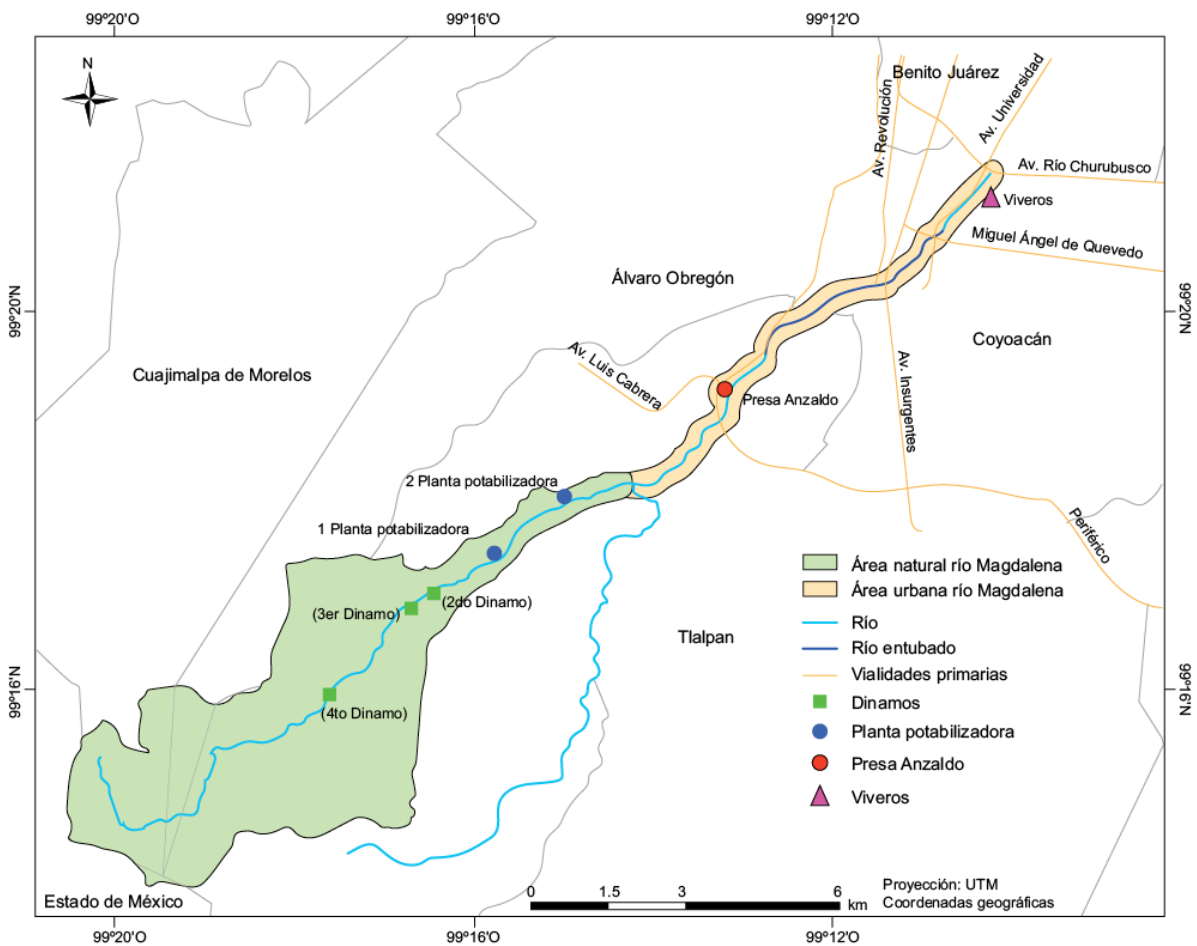 99º20'O
99º16'O
99º12'O
N
Benito Juárez
Av. Universidad
Av. Revolución
Av. Río Churubusco
Viveros
Miguel Ángel de Quevedo
Álvaro Obregón
99º20'N
99º20'N
Coyoacán
Av. Luis Cabrera
Cuajimalpa de Morelos
Av. Insurgentes
Presa Anzaldo
2 Planta potabilizadora
1 Planta potabilizadora
Periférico
(2do Dinamo)
(3er Dinamo)
Tlalpan
(4to Dinamo)
99º16'N
99º16'N
Área natural río Magdalena
Área urbana río Magdalena
Río
Río entubado
Vialidades primarias
Dinamos
Planta potabilizadora
Presa Anzaldo
Viveros
Estado de México
0 1.5 3 6
km
Proyección: UTM
Coordenadas geográficas
99º20'O
99º16'O
99º12'O